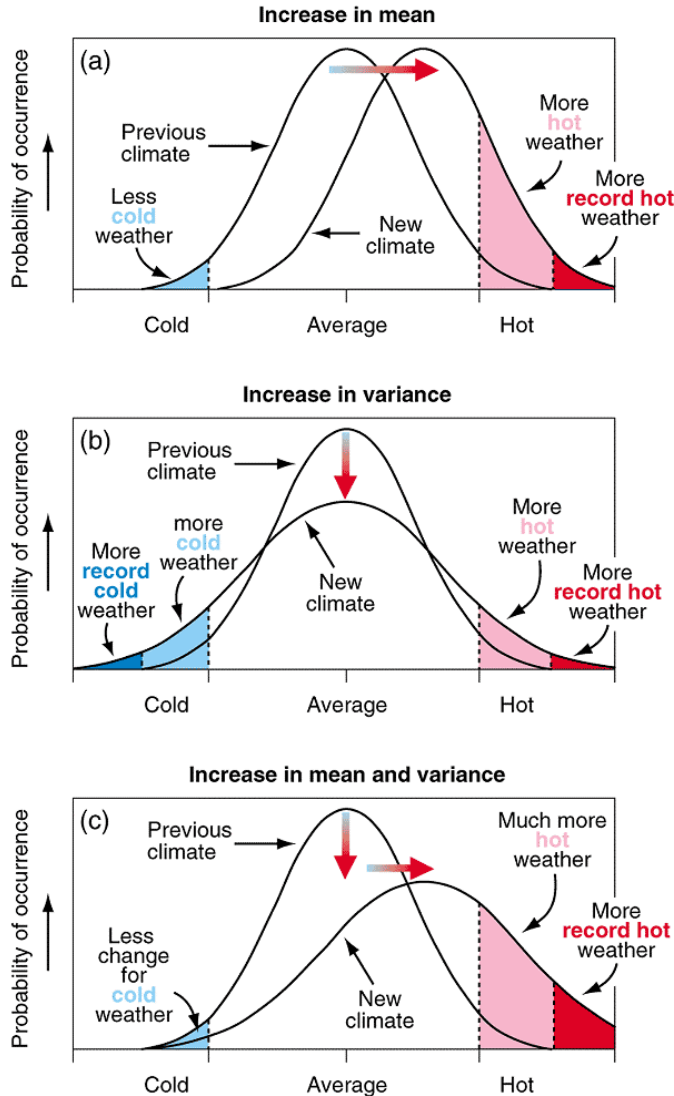 Increase in mean
(a)
Probability of occurrence
Previous
climate
Less
cold
weather
New
climate
More
hot
weather
More
record hot
weather
Cold
Average
Hot
Increase in variance
(b)
Probability of occurrence
Previous
climate
more
cold
weather
More
record
cold
weather
New
climate
More
hot
weather
More
record hot
weather
Cold
Average
Hot
Increase in mean and variance
(c)
Probability of occurrence
Previous
climate
Less
change
for
cold
weather
New
climate
Much more
hot
weather
More
record hot
weather
Cold
Average
Hot